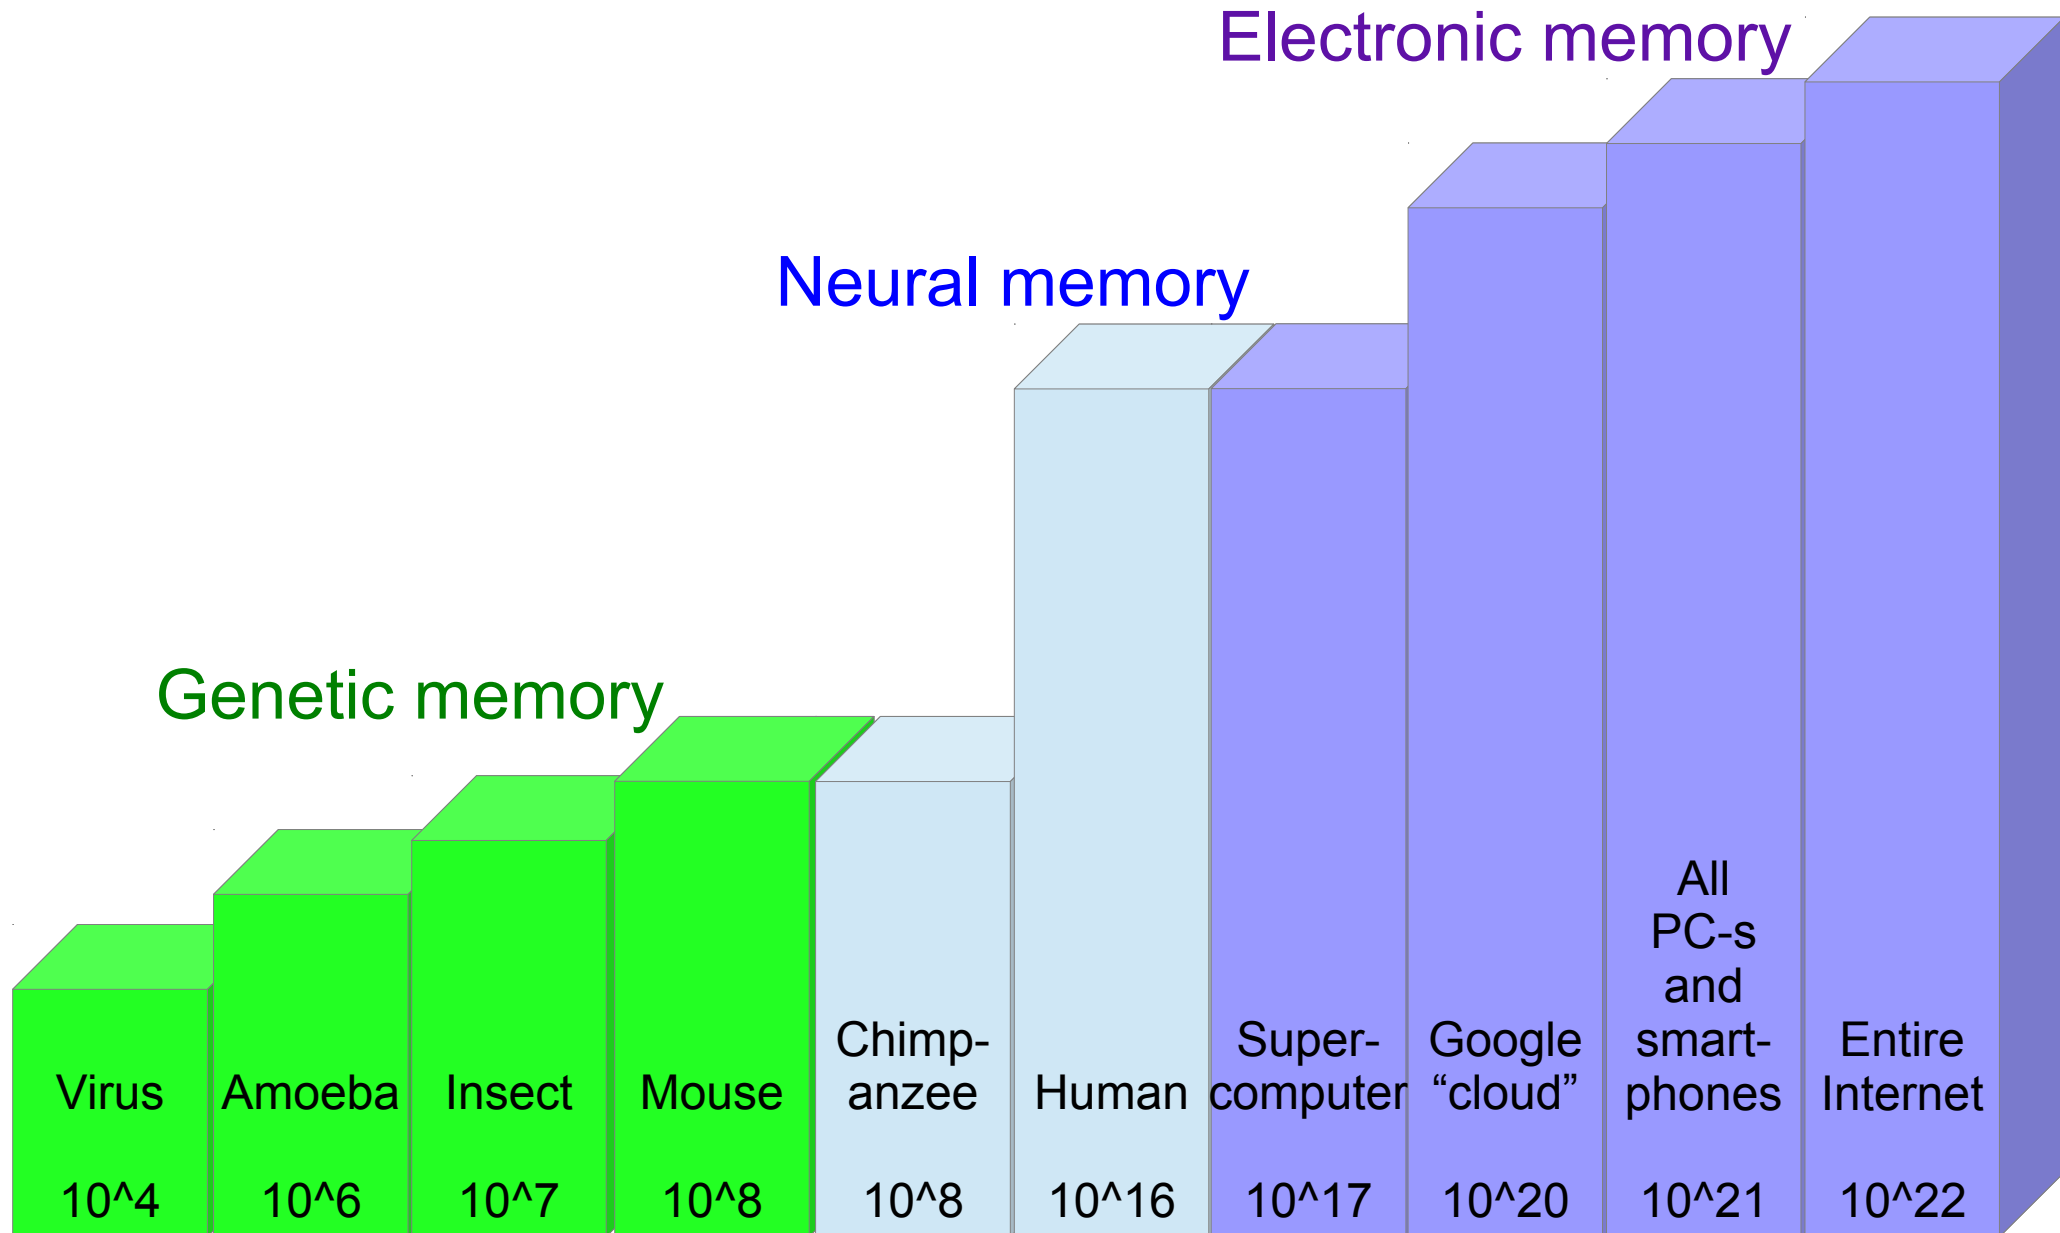 Electronic memory
Neural memory
Genetic memory
Virus
10^4
Amoeba
10^6
Insect
10^7
Mouse
10^8
Chimp-
anzee
10^8
Human
10^16
Super-
computer
10^17
Google
“cloud”
10^20
All
PC-s
and
smart-
phones
10^21
Entire
Internet
10^22